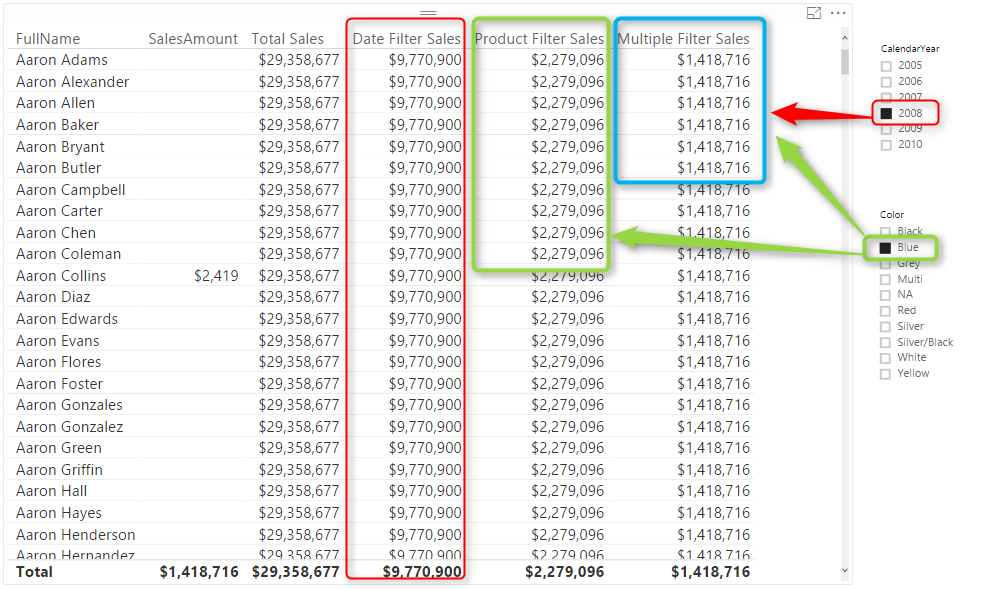 FullName SalesAmount Total Sales Date Filter Sales Product Filter Sales Multiple Filter Sales
Aaron Adams $29,358,677 $9,770,900 $2,279,096 $1,418,716
Aaron Alexander $29,358,677 $9,770,900 $2,279,096 $1,418,716
Aaron Allen $29,358,677 $9,770,900 $2,279,096 $1,418,716
Aaron Baker $29,358,677 $9,770,900 $2,279,096 $1,418,716
Aaron Bryant $29,358,677 $9,770,900 $2,279,096 $1,418,716
Aaron Butler $29,358,677 $9,770,900 $2,279,096 $1,418,716
Aaron Campbell $29,358,677 $9,770,900 $2,279,096 $1,418,716
Aaron Carter $29,358,677 $9,770,900 $2,279,096 $1,418,716
Aaron Chen $29,358,677 $9,770,900 $2,279,096 $1,418,716
Aaron Coleman $29,358,677 $9,770,900 $2,279,096 $1,418,716
Aaron Collins $2,419 $29,358,677 $9,770,900 $2,279,096 $1,418,716
Aaron Diaz $29,358,677 $9,770,900 $2,279,096 $1,418,716
Aaron Edwards $29,358,677 $9,770,900 $2,279,096 $1,418,716
Aaron Evans $29,358,677 $9,770,900 $2,279,096 $1,418,716
Aaron Flores $29,358,677 $9,770,900 $2,279,096 $1,418,716
Aaron Foster $29,358,677 $9,770,900 $2,279,096 $1,418,716
Aaron Gonzales $29,358,677 $9,770,900 $2,279,096 $1,418,716
Aaron Gonzalez $29,358,677 $9,770,900 $2,279,096 $1,418,716
Aaron Green $29,358,677 $9,770,900 $2,279,096 $1,418,716
Aaron Griffin $29,358,677 $9,770,900 $2,279,096 $1,418,716
Aaron Hall $29,358,677 $9,770,900 $2,279,096 $1,418,716
Aaron Hayes $29,358,677 $9,770,900 $2,279,096 $1,418,716
Aaron Henderson $29,358,677 $9,770,900 $2,279,096 $1,418,716
Aaron Hernandez $29,358,677 $9,770,900 $2,279,096 $1,418,716
Total $1,418,716 $29,358,677 $9,770,900 $2,279,096 $1,418,716
CalendarYear
2005
2006
2007
2008
2009
2010
Color
Black
Blue
Grey
Multi
NA
Red
Silver
Silver/Black
White
Yellow